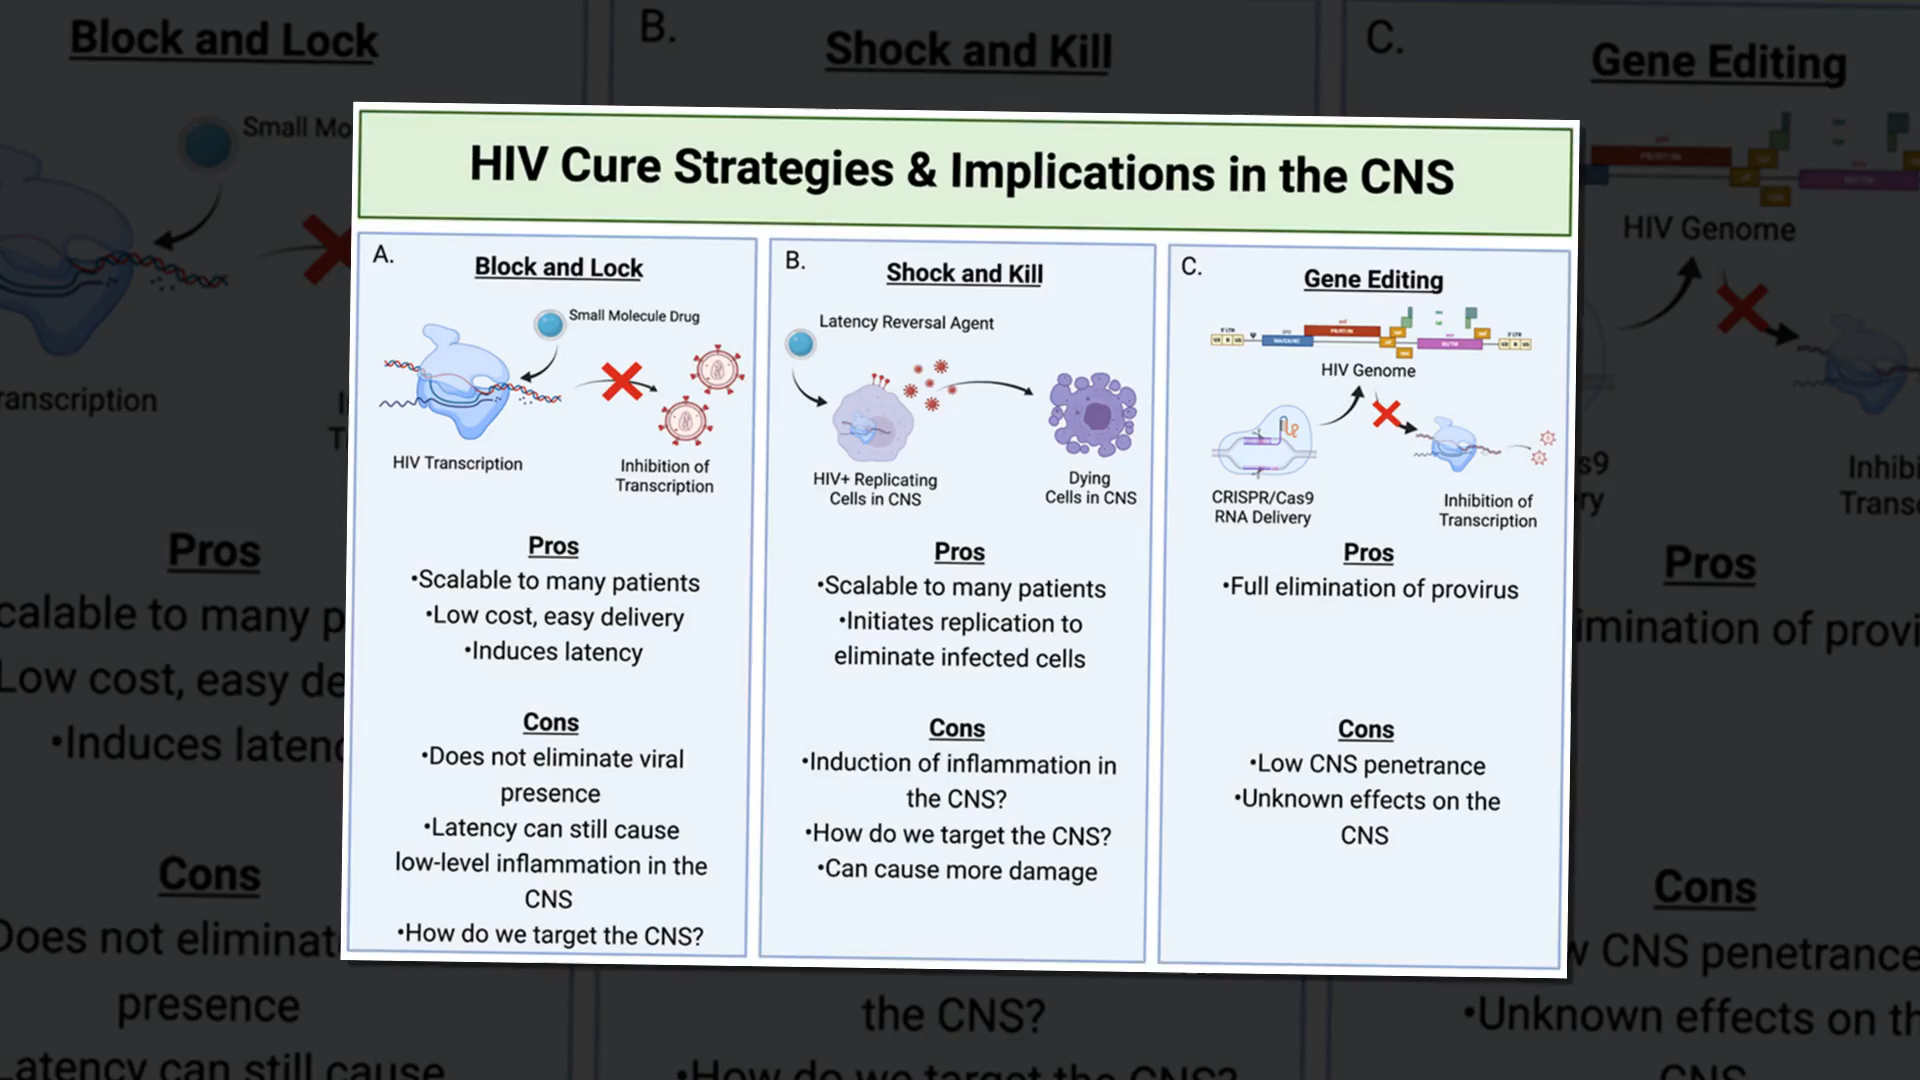 HIV Cure Strategies & Implications in the CNS
A.
Block and Lock
Small Molecule Drug
HIV Transcription
Inhibition of
Transcription
Pros
•Scalable to many patients
•Low cost, easy delivery
•Induces latency
Cons
•Does not eliminate viral
presence
•Latency can still cause
low-level inflammation in the
CNS
•How do we target the CNS?
B.
Shock and Kill
Latency Reversal Agent
HIV+ Replicating
Cells in CNS
Dying
Cells in CNS
Pros
•Scalable to many patients
•Initiates replication to
eliminate infected cells
Cons
•Induction of inflammation in
the CNS?
•How do we target the CNS?
•Can cause more damage
C.
Gene Editing
HIV Genome
CRISPR/Cas9
RNA Delivery
Inhibition of
Transcription
Pros
•Full elimination of provirus
Cons
•Low CNS penetrance
•Unknown effects on the
CNS